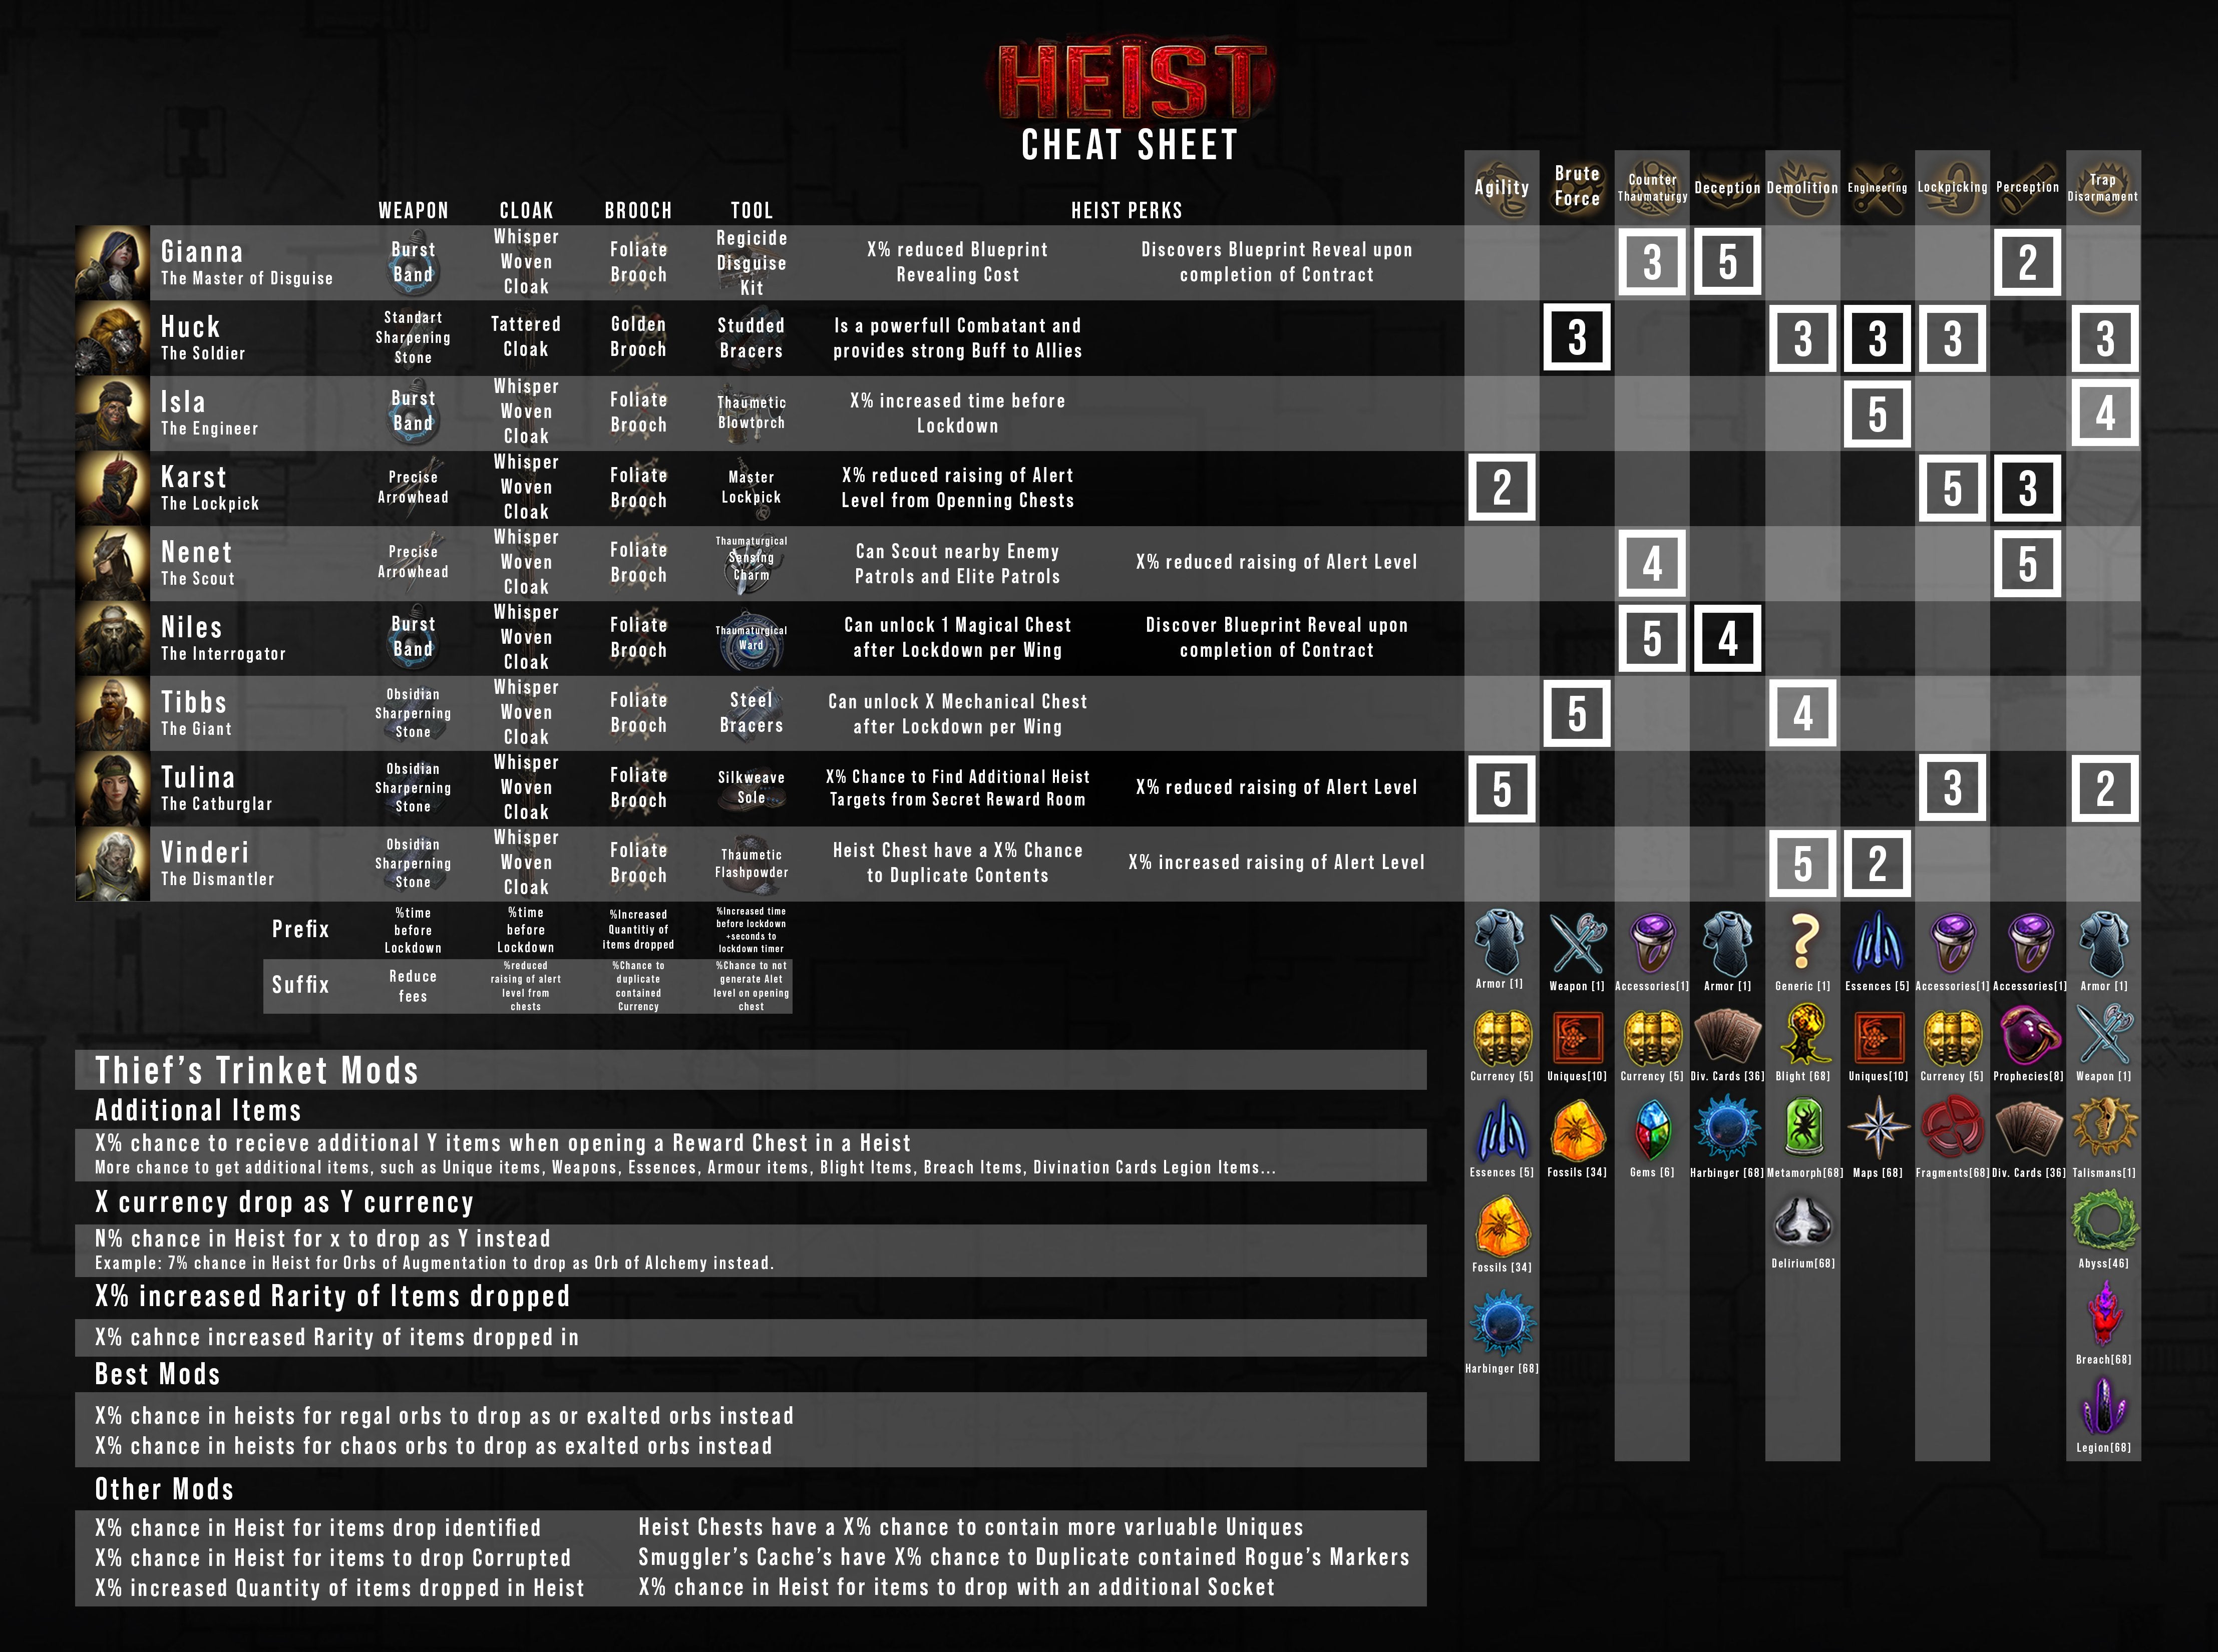 HEIST
CHEAT SHEET
WEAPON
CLOAK
BROOCH
TOOL
HEIST PERKS
Agility
Brute
Force
Counter
Thaumaturgy
Deception
Demolition
Engineering
Lockpicking
Perception
Trap
Disarmament
Gianna
The Master of Disguise
Burst
Band
Whisper
Woven
Cloak
Foliate
Brooch
Regicide
Disguise
Kit
X% reduced Blueprint
Revealing Cost
Discovers Blueprint Reveal upon
completion of Contract
3
5
2
Huck
The Soldier
Standart
Sharpening
Stone
Tattered
Cloak
Golden
Brooch
Studded
Bracers
Is a powerfull Combatant and
provides strong Buff to Allies
3
3
3
3
3
Isla
The Engineer
Burst
Band
Whisper
Woven
Cloak
Foliate
Brooch
Thaumetic
Blowtorch
X% increased time before
Lockdown
5
4
Karst
The Lockpick
Precise
Arrowhead
Whisper
Woven
Cloak
Foliate
Brooch
Master
Lockpick
X% reduced raising of Alert
Level from Openning Chests
2
5
3
Nenet
The Scout
Precise
Arrowhead
Whisper
Woven
Cloak
Foliate
Brooch
Thaumaturgical
Sensing
Charm
Can Scout nearby Enemy
Patrols and Elite Patrols
X% reduced raising of Alert Level
4
5
Niles
The Interrogator
Burst
Band
Whisper
Woven
Cloak
Foliate
Brooch
Thaumaturgical
Ward
Can unlock 1 Magical Chest
after Lockdown per Wing
Discover Blueprint Reveal upon
completion of Contract
5
4
Tibbs
The Giant
Obsidian
Sharperning
Stone
Whisper
Woven
Cloak
Foliate
Brooch
Steel
Bracers
Can unlock X Mechanical Chest
after Lockdown per Wing
5
4
Tulina
The Catburglar
Obsidian
Sharperning
Stone
Whisper
Woven
Cloak
Foliate
Brooch
Silkweave
Sole
X% Chance to Find Additional Heist
Targets from Secret Reward Room
X% reduced raising of Alert Level
5
3
2
Vinderi
The Dismantler
Obsidian
Sharperning
Stone
Whisper
Woven
Cloak
Foliate
Brooch
Thaumetic
Flashpowder
Heist Chest have a X% Chance
to Duplicate Contents
X% increased raising of Alert Level
5
2
Prefix
%time
before
Lockdown
%time
before
Lockdown
%Increased
Quantitiy of
items dropped
%Increased time
before lockdown
+seconds to
lockdown timer
Suffix
Reduce
fees
%reduced
raising of alert
level from
chests
%Chance to
duplicate
contained
Currency
%Chance to not
generate Alet
level on opening
chest
Armor [1]
Weapon [1]
Accessories[1]
Armor [1]
Generic [1]
Essences [5]
Accessories[1]
Accessories[1]
Armor [1]
Currency [5]
Uniques[10]
Currency [5]
Div. Cards [36]
Blight [68]
Uniques[10]
Currency [5]
Prophecies[8]
Weapon [1]
Essences [5]
Fossils [34]
Gems [6]
Harbinger [68]
Metamorph[68]
Maps [68]
Fragments[68]
Div. Cards [36]
Talismans[1]
Fossils [34]
Delirium[68]
Abyss[46]
Harbinger [68]
Breach[68]
Legion[68]
Thief's Trinket Mods
Additional Items
X% chance to recieve additional Y items when opening a Reward Chest in a Heist
More chance to get additional items, such as Unique items, Weapons, Essences, Armour items, Blight Items, Breach Items, Divination Cards Legion Items...
X currency drop as Y currency
N% chance in Heist for x to drop as Y instead
Example: 7% chance in Heist for Orbs of Augmentation to drop as Orb of Alchemy instead.
X% increased Rarity of Items dropped
X% cahnce increased Rarity of items dropped in
Best Mods
X% chance in heists for regal orbs to drop as or exalted orbs instead
X% chance in heists for chaos orbs to drop as exalted orbs instead
Other Mods
X% chance in Heist for items drop identified
X% chance in Heist for items to drop Corrupted
X% increased Quantity of items dropped in Heist
Heist Chests have a X% chance to contain more varluable Uniques
Smuggler's Cache's have X% chance to Duplicate contained Rogue's Markers
X% chance in Heist for items to drop with an additional Socket